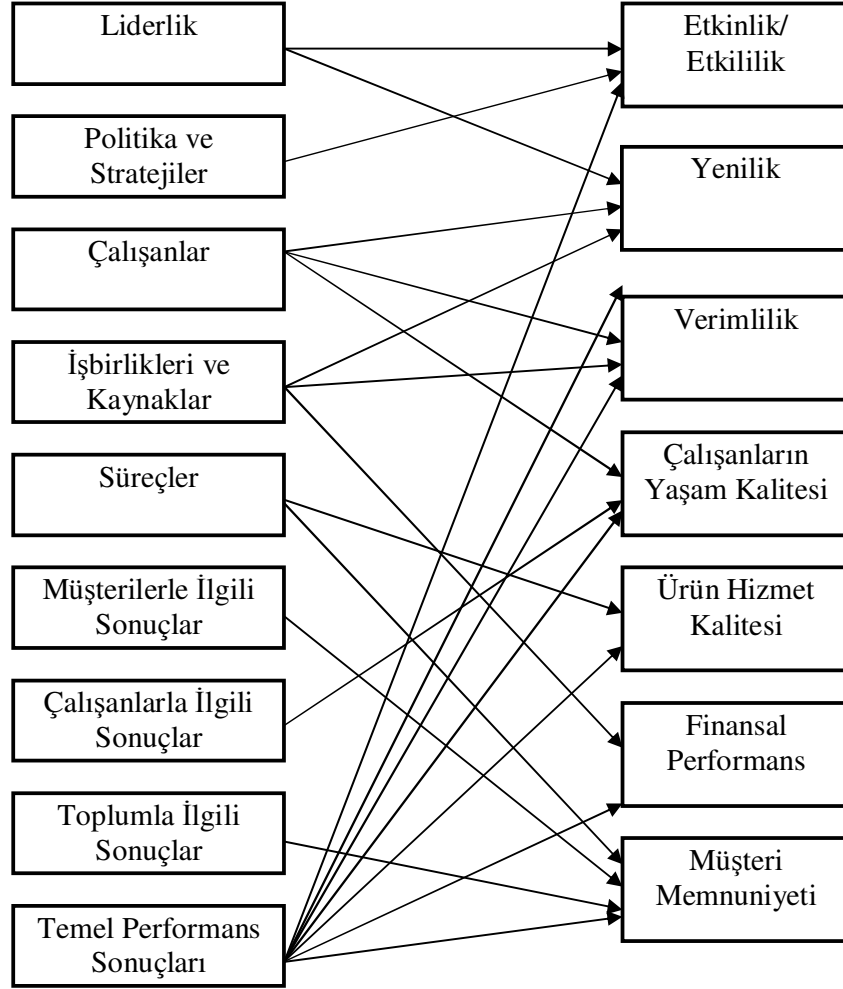 Liderlik
Politika ve
Stratejiler
Çalışanlar
İşbirlikleri ve
Kaynaklar
Süreçler
Müşterilerle İlgili
Sonuçlar
Çalışanlarla İlgili
Sonuçlar
Toplumla İlgili
Sonuçlar
Temel Performans
Sonuçları
Etkinlik/
Etkililik
Yenilik
Verimlilik
Çalışanların
Yaşam Kalitesi
Ürün Hizmet
Kalitesi
Finansal
Performans
Müşteri
Memnuniyeti